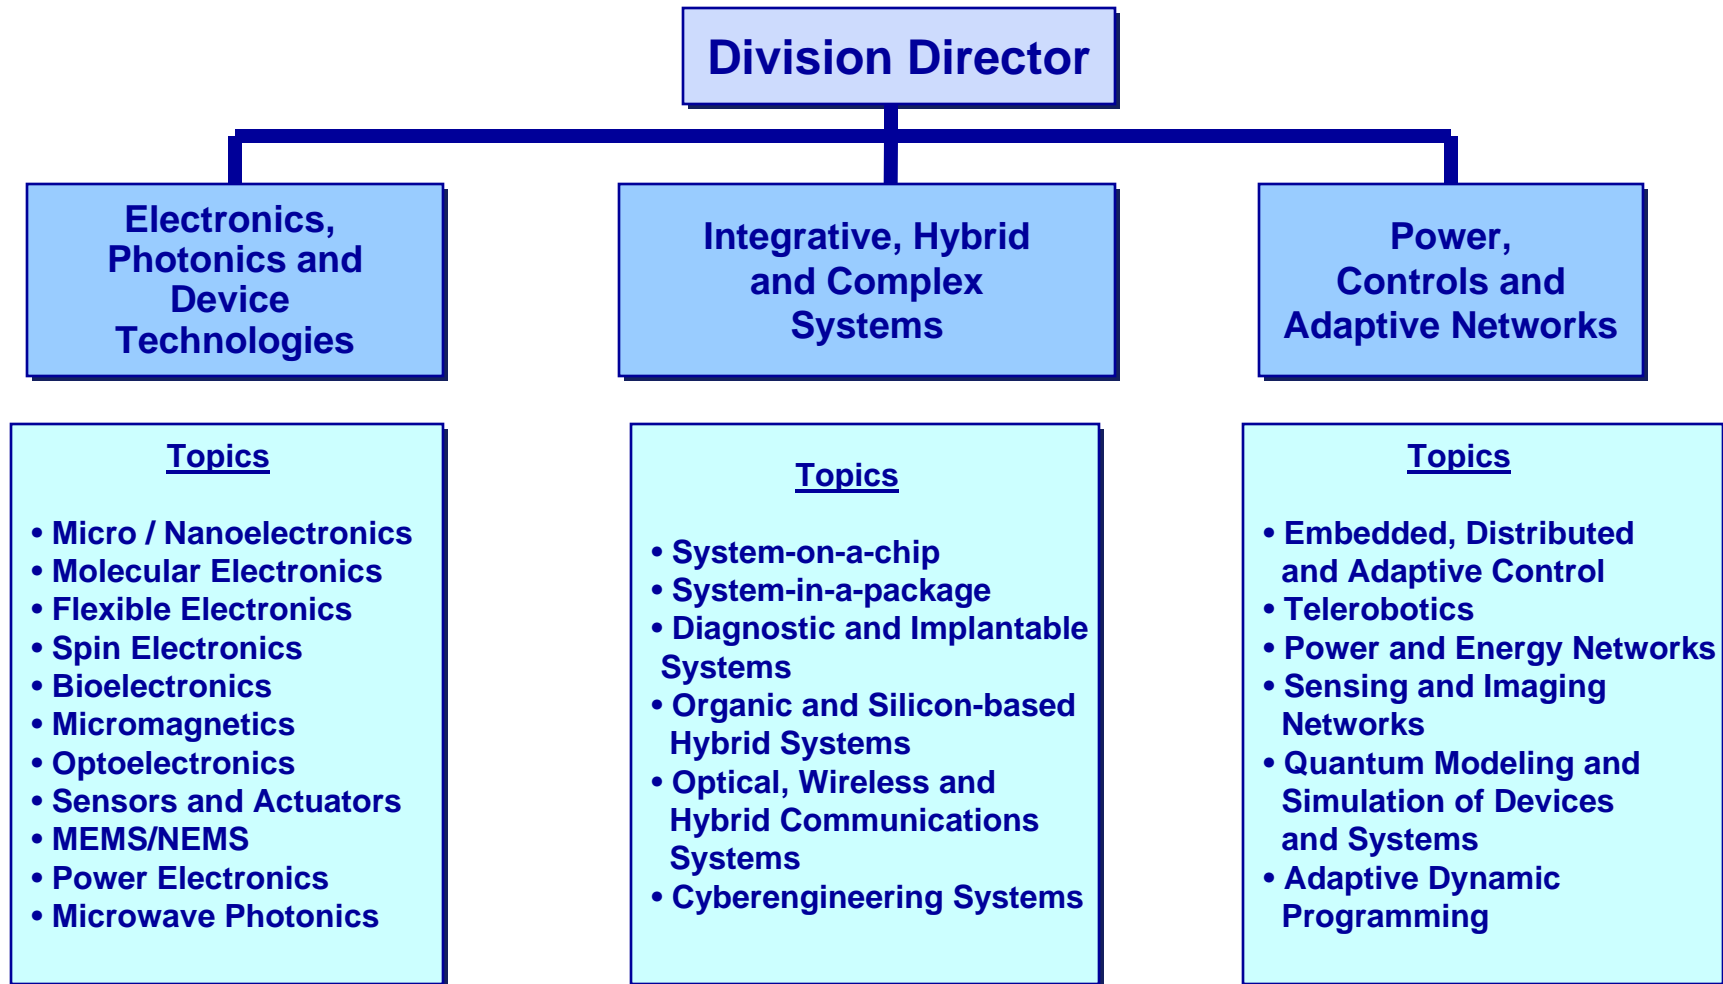 Division Director
Electronics,
Photonics and
Device
Technologies
Integrative, Hybrid
and Complex
Systems
Power,
Controls and
Adaptive Networks
Topics
• Micro / Nanoelectronics
• Molecular Electronics
• Flexible Electronics
• Spin Electronics
• Bioelectronics
• Micromagnetics
• Optoelectronics
• Sensors and Actuators
• MEMS/NEMS
• Power Electronics
• Microwave Photonics
Topics
• System-on-a-chip
• System-in-a-package
• Diagnostic and Implantable
Systems
• Organic and Silicon-based
Hybrid Systems
• Optical, Wireless and
Hybrid Communications
Systems
• Cyberengineering Systems
Topics
• Embedded, Distributed
and Adaptive Control
• Telerobotics
• Power and Energy Networks
• Sensing and Imaging
Networks
• Quantum Modeling and
Simulation of Devices
and Systems
• Adaptive Dynamic
Programming